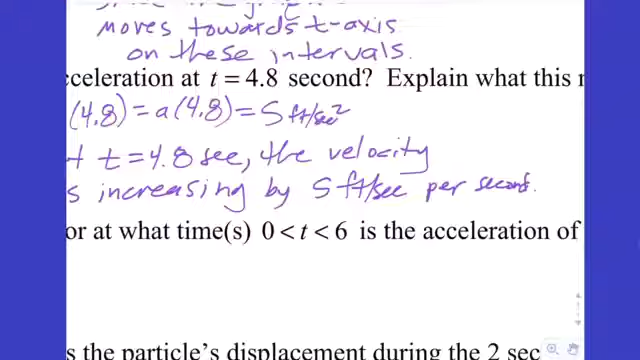 moves towards t-axis
on these intervals.
cceleration at t = 4.8 second? Explain what this
(4.8) = a(4.8) = 5 ft/sec²
t t = 4.8 sec, the velocity
s increasing by 5 ft/sec per second.
or at what time(s) 0 < t < 6 is the acceleration of
s the particle's displacement during the 2 sec